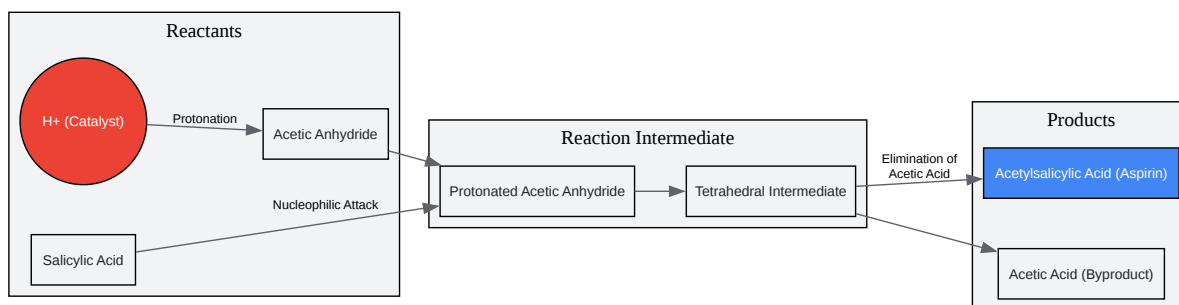 Reactants
H+ (Catalyst)
Protonation
Acetic Anhydride
Nucleophilic Attack
Salicylic Acid
Reaction Intermediate
Protonated Acetic Anhydride
Tetrahedral Intermediate
Elimination of
Acetic Acid
Products
Acetylsalicylic Acid (Aspirin)
Acetic Acid (Byproduct)